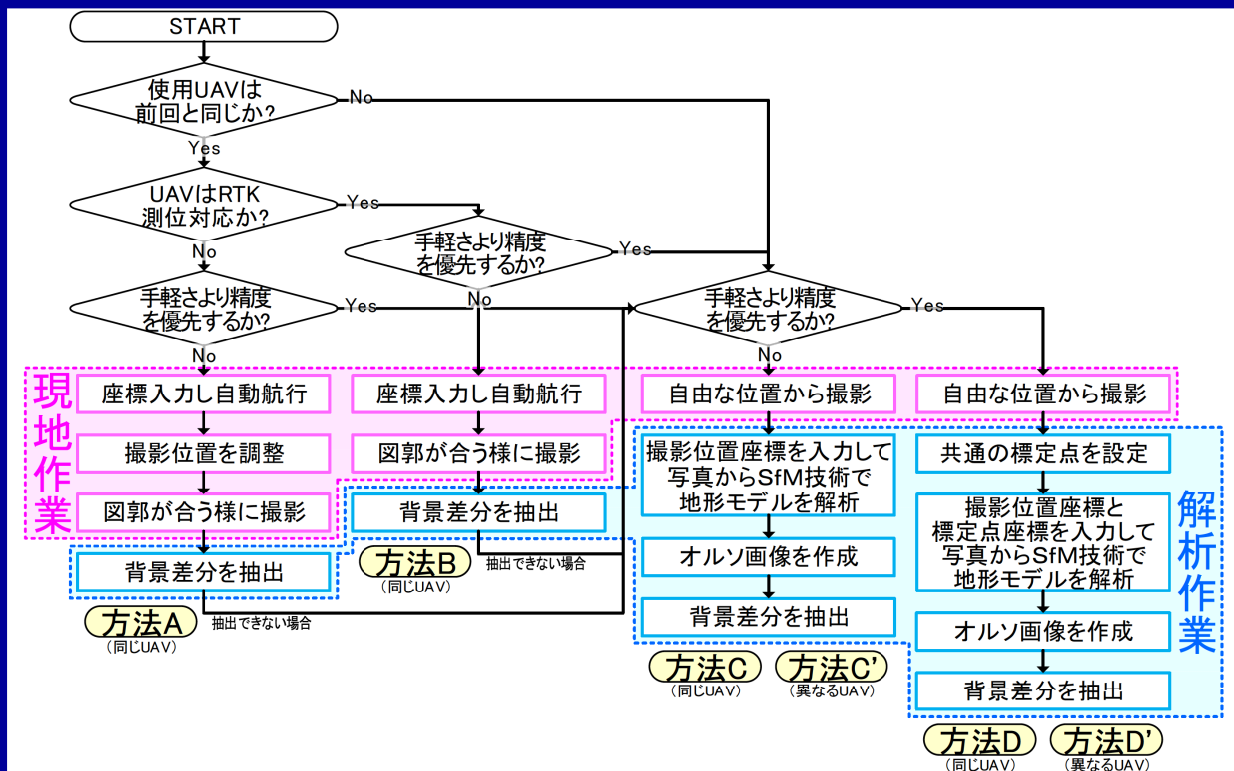 START
使用UAVは
前回と同じか?
No
Yes
UAVはRTK
測位対応か?
Yes
No
手軽さより精度
を優先するか?
Yes
No
手軽さより精度
を優先するか?
Yes
No
手軽さより精度
を優先するか?
Yes
No
現地作業
座標入力し自動航行
撮影位置を調整
図郭が合う様に撮影
背景差分を抽出
方法A
(同じUAV)
抽出できない場合
座標入力し自動航行
図郭が合う様に撮影
背景差分を抽出
方法B
(同じUAV)
抽出できない場合
自由な位置から撮影
撮影位置座標を入力して
写真からSfM技術で
地形モデルを解析
オルソ画像を作成
背景差分を抽出
方法C
(同じUAV)
方法C'
(異なるUAV)
自由な位置から撮影
共通の標定点を設定
撮影位置座標と
標定点座標を入力して
写真からSfM技術で
地形モデルを解析
オルソ画像を作成
背景差分を抽出
方法D
(同じUAV)
方法D'
(異なるUAV)
解析作業